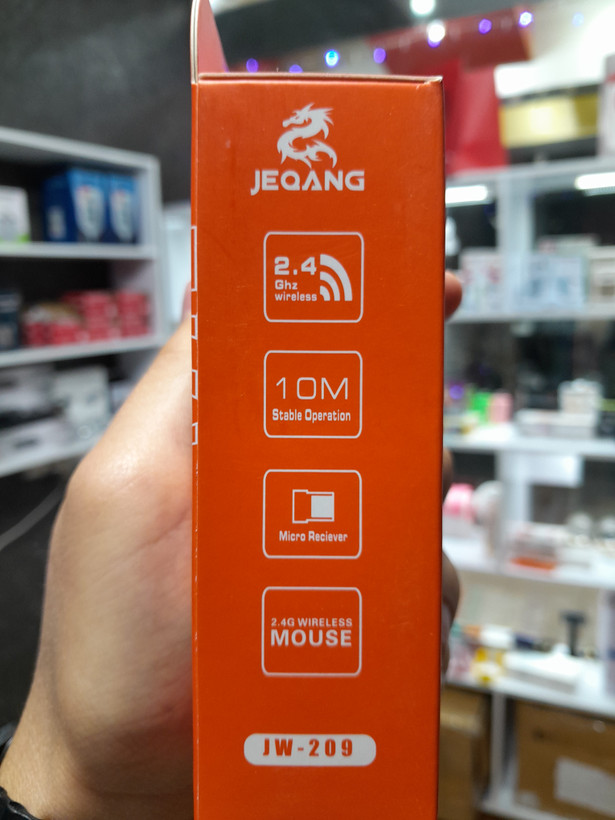 JEQANG
2.4
Ghz
wireless
10M
Stable Operation
Micro Reciever
2.4G WIRELESS
MOUSE
JW-209